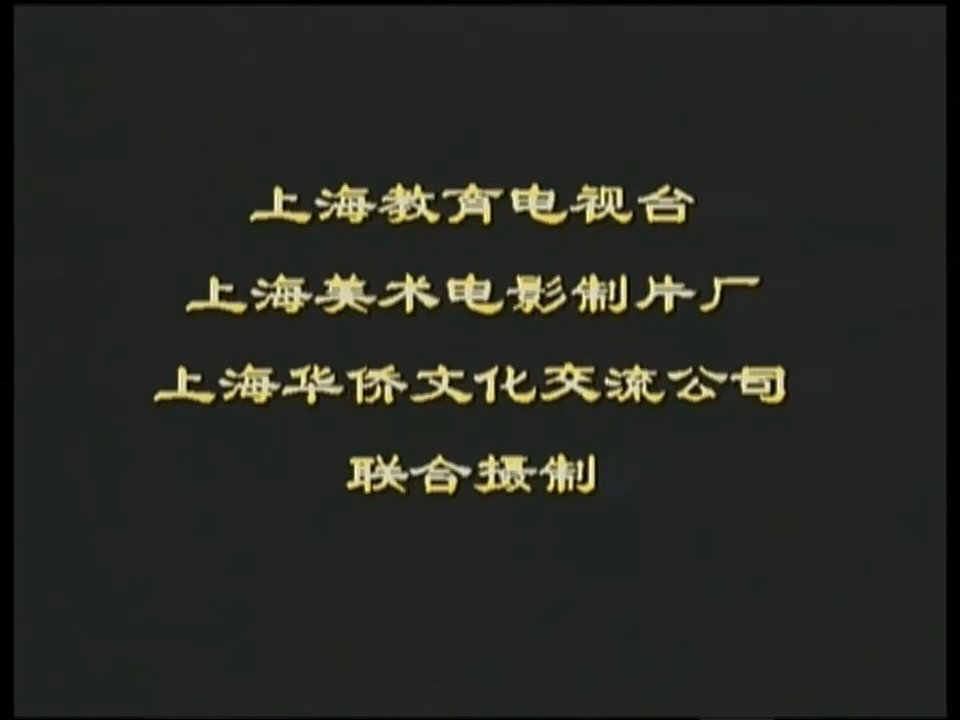 上海教育电视台
上海美术电影制片厂
上海华侨文化交流公司
联合摄制